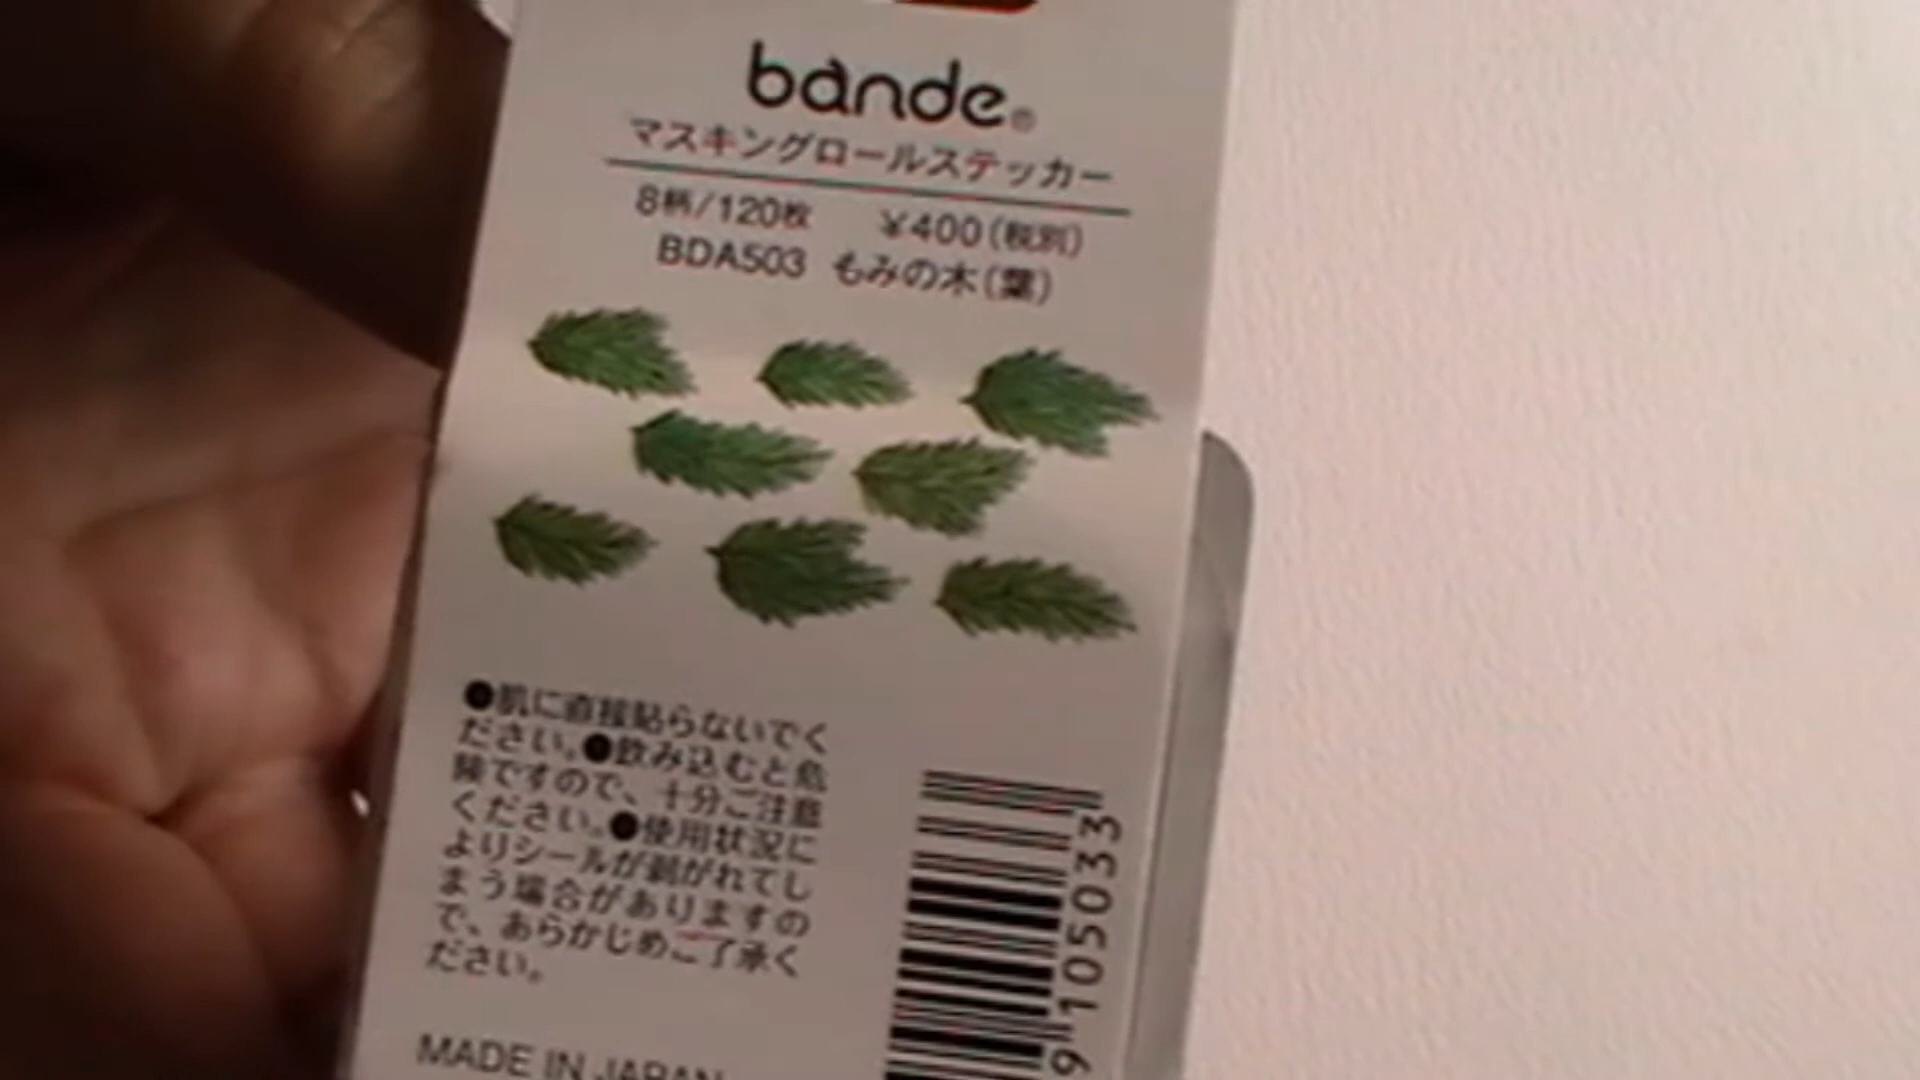 bande®
マスキングロールステッカー
8柄/120枚 ¥400(税別)
BDA503 もみの木(葉)
●肌に直接貼らないでく
ださい。●飲み込むと危
険ですので、十分ご注意
ください。●使用状況に
よりシールが剥がれてし
まう場合がありますの
で、あらかじめご了承く
ださい。
MADE IN JAPAN
9 105033